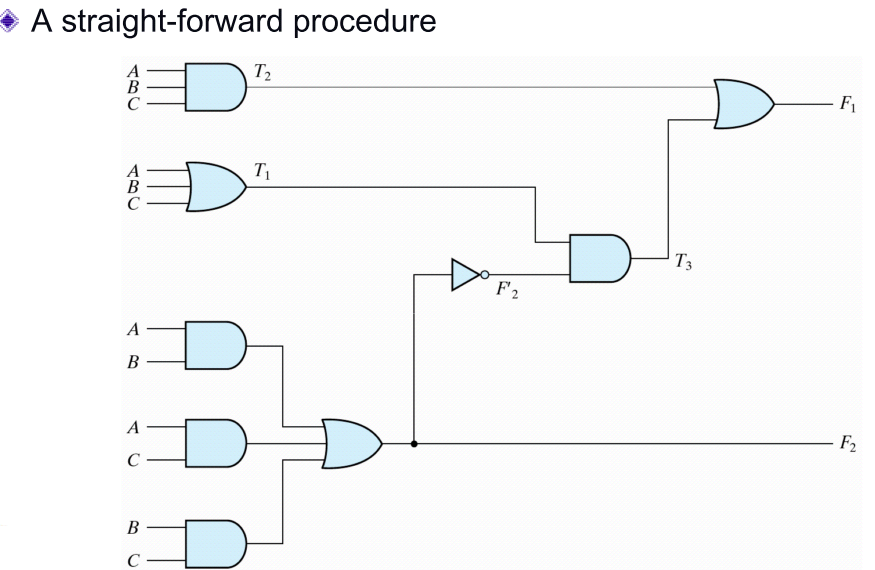 A straight-forward procedure
A
B
C
T2
F1
A
B
C
T1
T3
F'2
A
B
A
C
F2
B
C